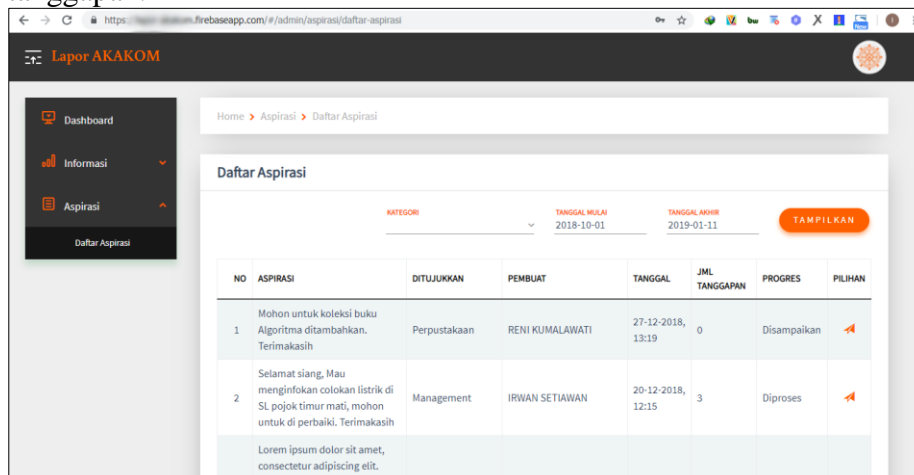 https:
.firebaseapp.com/#/admin/aspirasi/daftar-aspirasi
Lapor AKAKOM
Dashboard
Informasi
Aspirasi
Daftar Aspirasi
Home > Aspirasi > Daftar Aspirasi
Daftar Aspirasi
KATEGORI
TANGGAL MULAI
2018-10-01
TANGGAL AKHIR
2019-01-11
TAMPILKAN
NO ASPIRASI DITUJUKKAN PEMBUAT TANGGAL JML TANGGAPAN PROGRES PILIHAN
1
Mohon untuk koleksi buku
Algoritma ditambahkan.
Terimakasih
Perpustakaan
RENI KUMALAWATI
27-12-2018,
13:19
0
Disampaikan
2
Selamat siang, Mau
menginfokan colokan listrik di
SL pojok timur mati, mohon
untuk di perbaiki. Terimakasih
Management
IRWAN SETIAWAN
20-12-2018,
12:15
3
Diproses
Lorem ipsum dolor sit amet,
consectetur adipiscing elit.